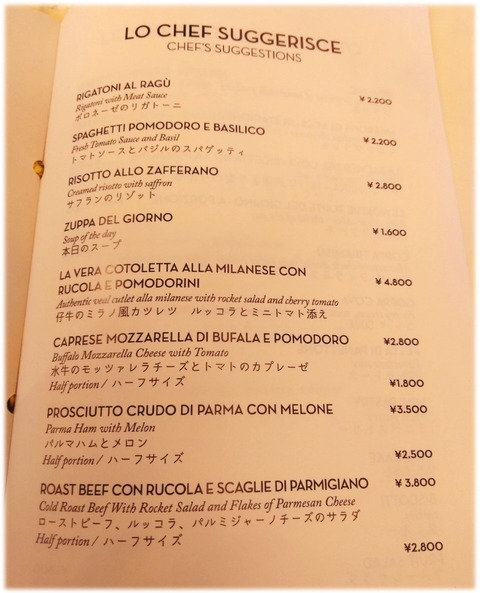 LO CHEF SUGGERISCE
CHEF'S SUGGESTIONS
RIGATONI AL RAGÙ ¥ 2.200
Rigatoni with Meat Sauce
ボロネーゼのリガトーニ
SPAGHETTI POMODORO E BASILICO ¥ 2.200
Fresh Tomato Sauce and Basil
トマトソースとバジルのスパゲッティ
RISOTTO ALLO ZAFFERANO ¥ 2.800
Creamed risotto with saffron
サフランのリゾット
ZUPPA DEL GIORNO ¥ 1.600
Soup of the day
本日のスープ
LA VERA COTOLETTA ALLA MILANESE CON
RUCOLA E POMODORINI ¥ 4.800
Authentic veal cutlet alla milanese with rocket salad and cherry tomato
仔牛のミラノ風カツレツ ルッコラとミニトマト添え
CAPRESE MOZZARELLA DI BUFALA E POMODORO ¥2.800
Buffalo Mozzarella Cheese with Tomato
水牛のモッツァレラチーズとトマトのカプレーゼ
Half portion / ハーフサイズ ¥1.800
PROSCIUTTO CRUDO DI PARMA CON MELONE ¥3.500
Parma Ham with Melon
パルマハムとメロン
Half portion / ハーフサイズ ¥2.500
ROAST BEEF CON RUCOLA E SCAGLIE DI PARMIGIANO ¥ 3.800
Cold Roast Beef With Rocket Salad and Flakes of Parmesan Cheese
ローストビーフ、ルッコラ、パルミジャーノチーズのサラダ
Half portion / ハーフサイズ ¥2.800